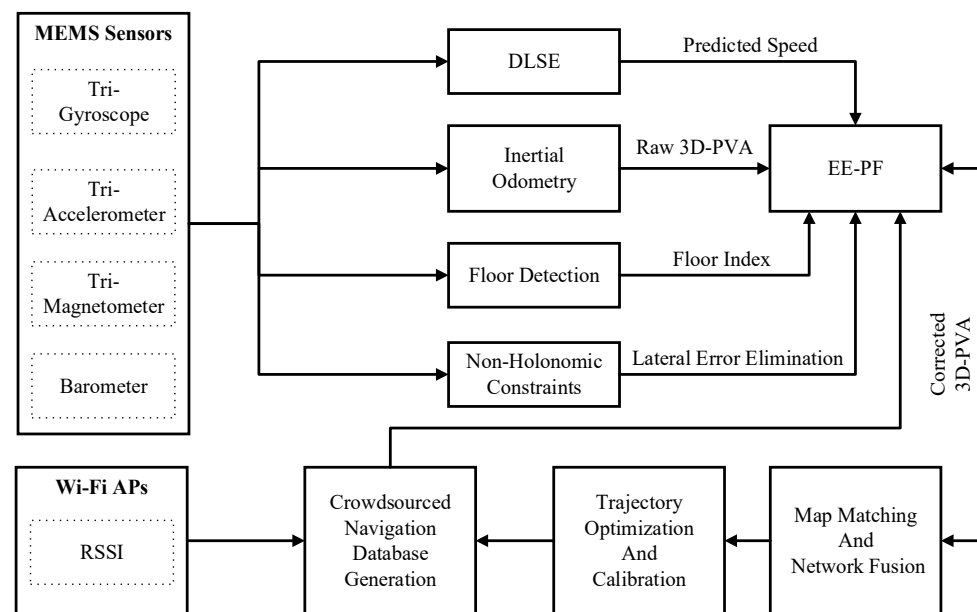 MEMS Sensors
Tri-
Gyroscope
Tri-
Accelerometer
Tri-
Magnetometer
Barometer
DLSE
Predicted Speed
Inertial
Odometry
Raw 3D-PVA
EE-PF
Floor Detection
Floor Index
Non-Holonomic
Constraints
Lateral Error Elimination
Corrected
3D-PVA
Wi-Fi APs
RSSI
Crowdsourced
Navigation
Database
Generation
Trajectory
Optimization
And
Calibration
Map Matching
And
Network Fusion